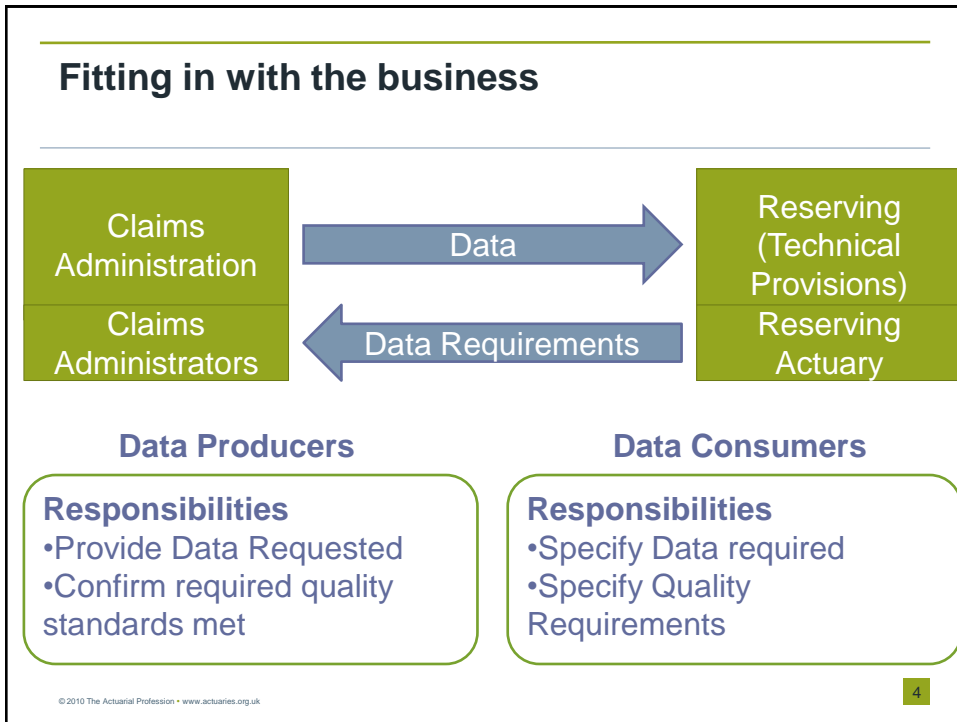 Fitting in with the business
Claims
Administration
Data
Reserving
(Technical
Provisions)
Claims
Administrators
Data Requirements
Reserving
Actuary
Data Producers
Responsibilities
•Provide Data Requested
•Confirm required quality
standards met
Data Consumers
Responsibilities
•Specify Data required
•Specify Quality
Requirements
© 2010 The Actuarial Profession • www.actuaries.org.uk
4